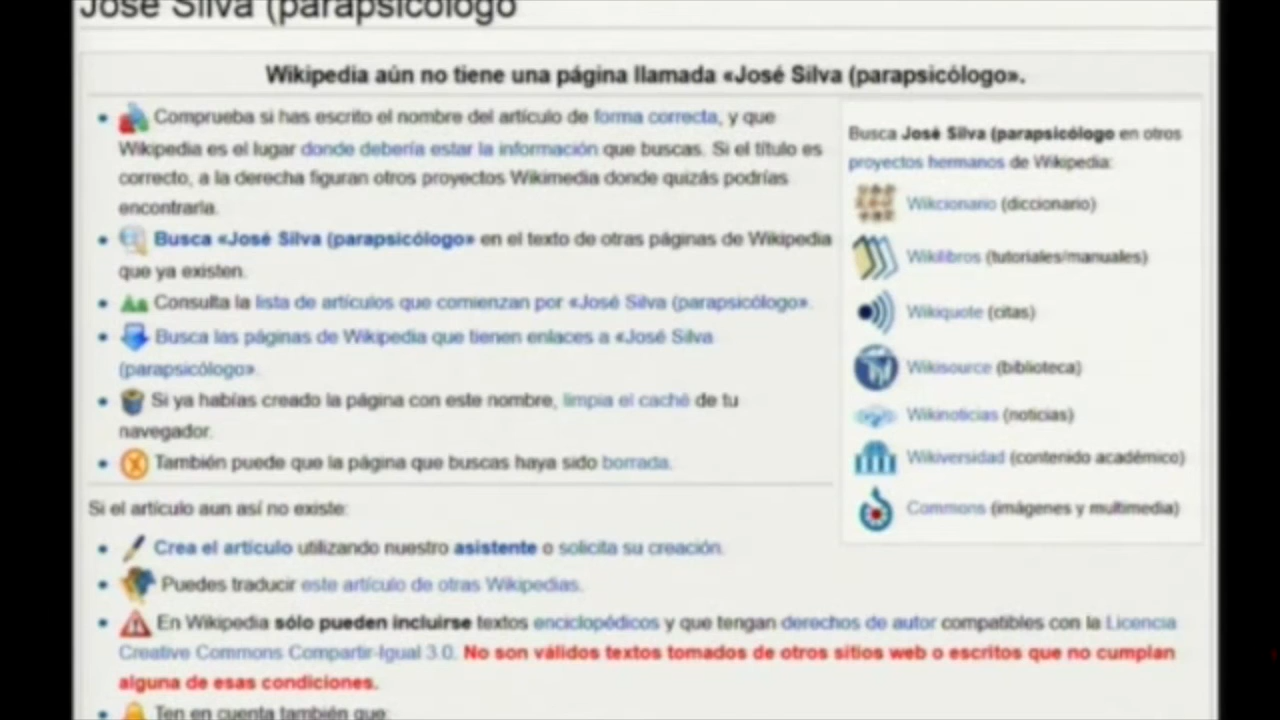 José Silva (parapsicólogo
Wikipedia aún no tiene una página llamada «José Silva (parapsicólogo».
Comprueba si has escrito el nombre del artículo de forma correcta, y que
Wikipedia es el lugar donde debería estar la información que buscas. Si el título es
correcto, a la derecha figuran otros proyectos Wikimedia donde quizás podrías
encontrarla.
Busca «José Silva (parapsicólogo» en el texto de otras páginas de Wikipedia
que ya existen.
Consulta la lista de artículos que comienzan por «José Silva (parapsicólogo».
Busca las páginas de Wikipedia que tienen enlaces a «José Silva
(parapsicólogo».
Si ya habías creado la página con este nombre, limpia el caché de tu
navegador.
También puede que la página que buscas haya sido borrada.
Busca José Silva (parapsicólogo en otros
proyectos hermanos de Wikipedia:
Wikcionario (diccionario)
Wikilibros (tutoriales/manuales)
Wikiquote (citas)
Wikisource (biblioteca)
Wikinoticias (noticias)
Wikiversidad (contenido académico)
Commons (imágenes y multimedia)
Si el artículo aun así no existe:
Crea el artículo utilizando nuestro asistente o solicita su creación.
Puedes traducir este artículo de otras Wikipedias.
En Wikipedia sólo pueden incluirse textos enciclopédicos y que tengan derechos de autor compatibles con la Licencia
Creative Commons Compartir-Igual 3.0. No son válidos textos tomados de otros sitios web o escritos que no cumplan
alguna de esas condiciones.
Ten en cuenta también que: